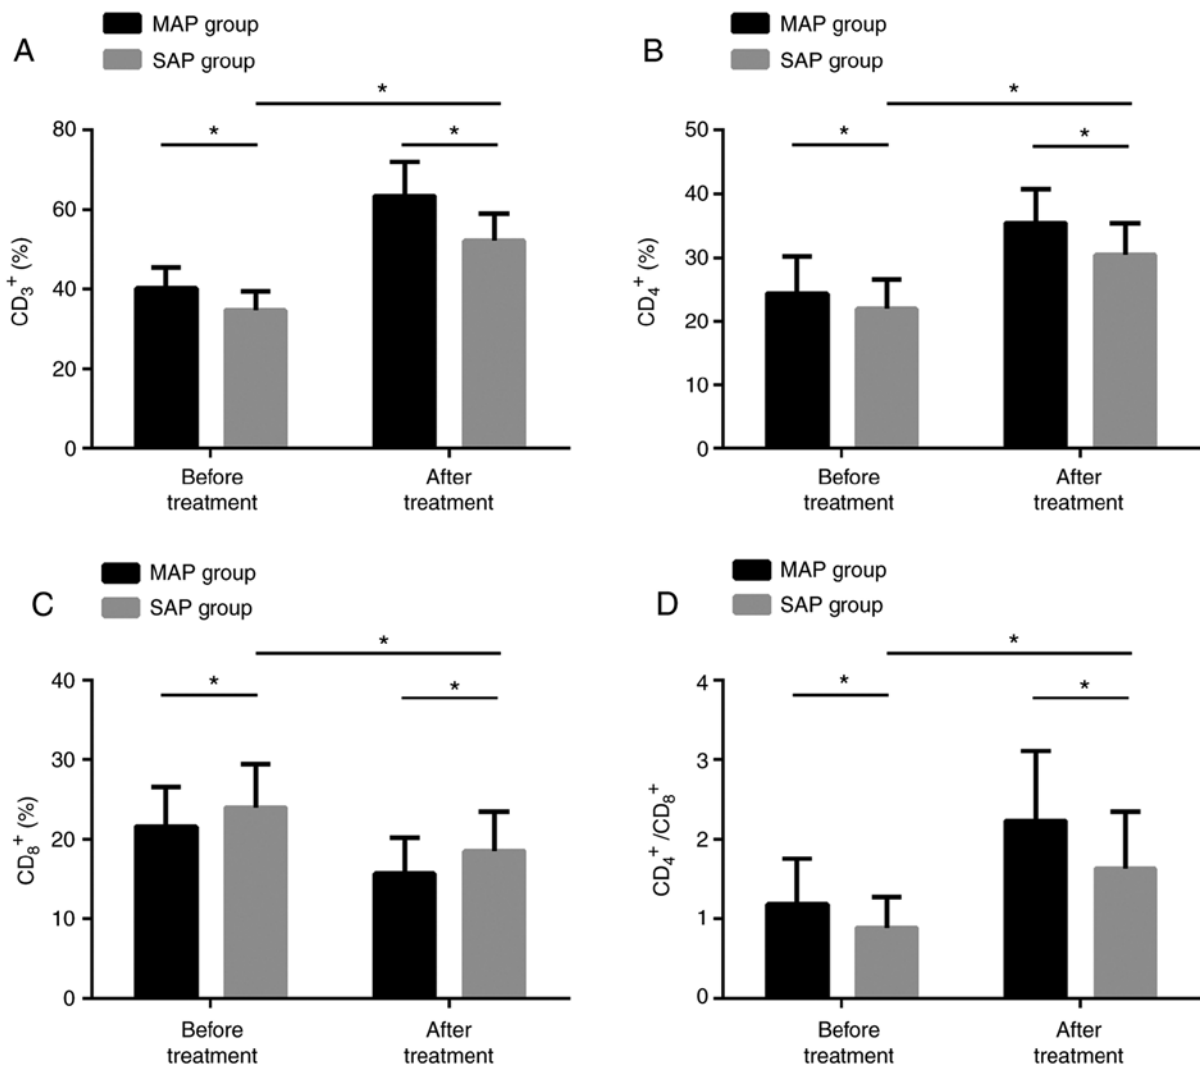 A
MAP group
SAP group
*
*
*
80
60
40
20
0
CD3+ (%)
Before treatment
After treatment
B
MAP group
SAP group
*
*
*
50
40
30
20
10
0
CD4+ (%)
Before treatment
After treatment
C
MAP group
SAP group
*
*
*
40
30
20
10
0
CD8+ (%)
Before treatment
After treatment
D
MAP group
SAP group
*
*
*
4
3
2
1
0
CD4+ /CD8+
Before treatment
After treatment